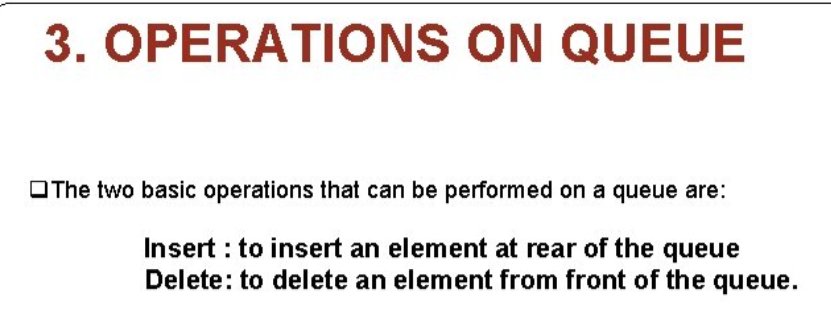 3. OPERATIONS ON QUEUE
❑The two basic operations that can be performed on a queue are:
Insert : to insert an element at rear of the queue
Delete: to delete an element from front of the queue.